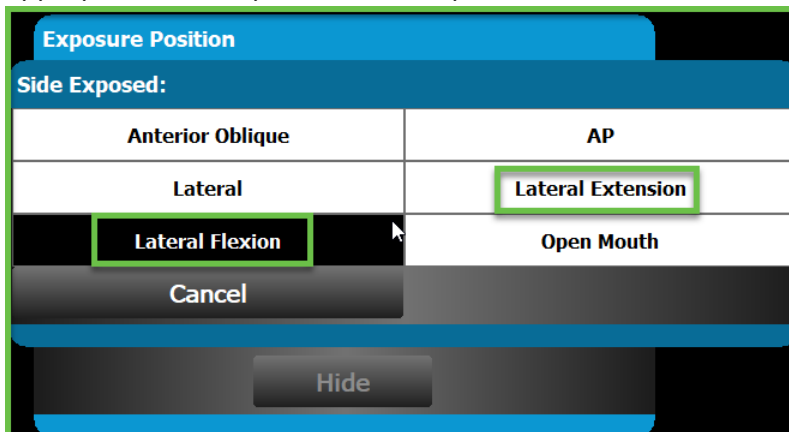 Exposure Position
Side Exposed:
Anterior Oblique AP
Lateral Lateral Extension
Lateral Flexion Open Mouth
Cancel
Hide